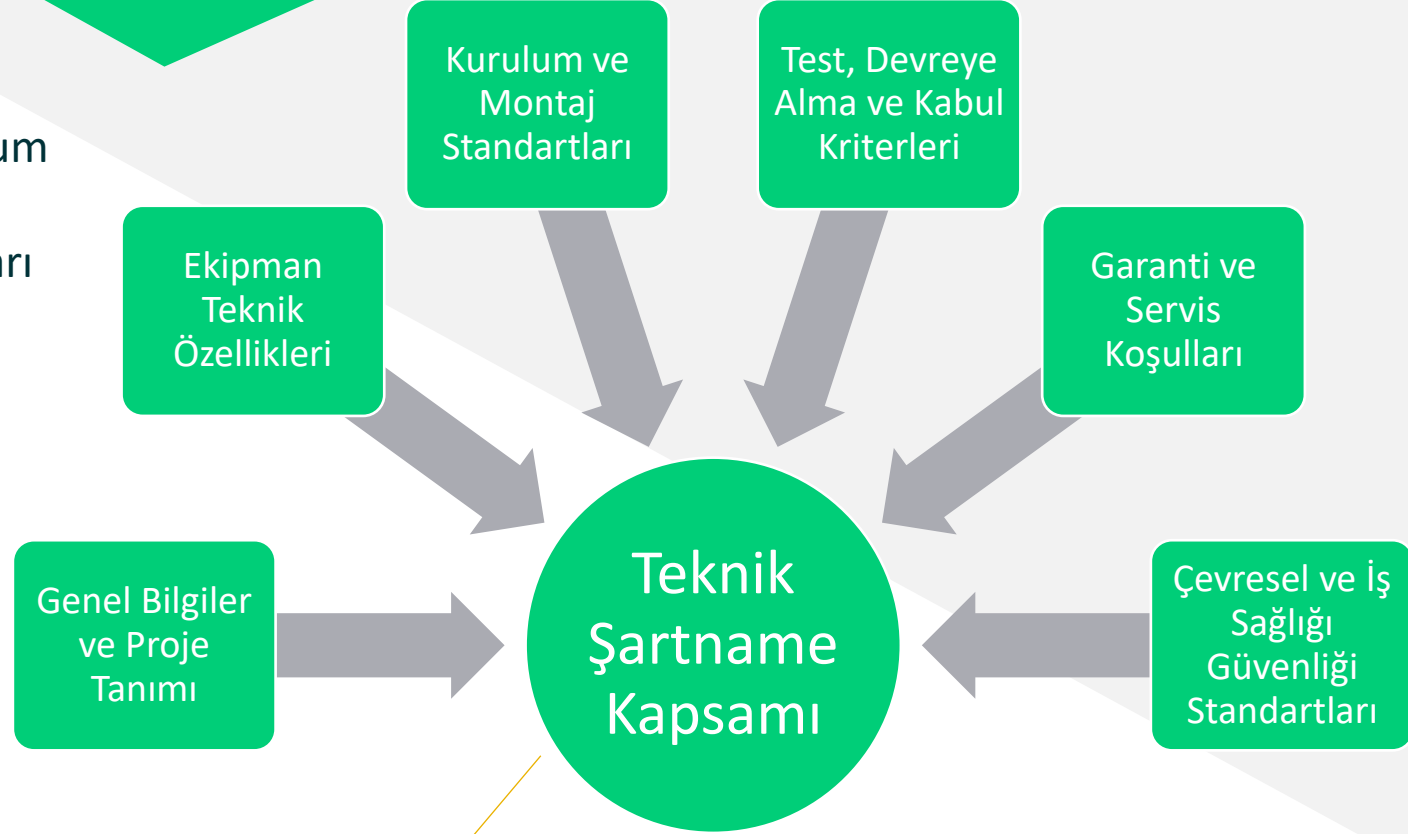 Kurulum ve
Montaj
Standartları
Test, Devreye
Alma ve Kabul
Kriterleri
Ekipman
Teknik
Özellikleri
Garanti ve
Servis
Koşulları
Genel Bilgiler
ve Proje
Tanımı
Teknik
Şartname
Kapsamı
Çevresel ve İş
Sağlığı
Güvenliği
Standartları